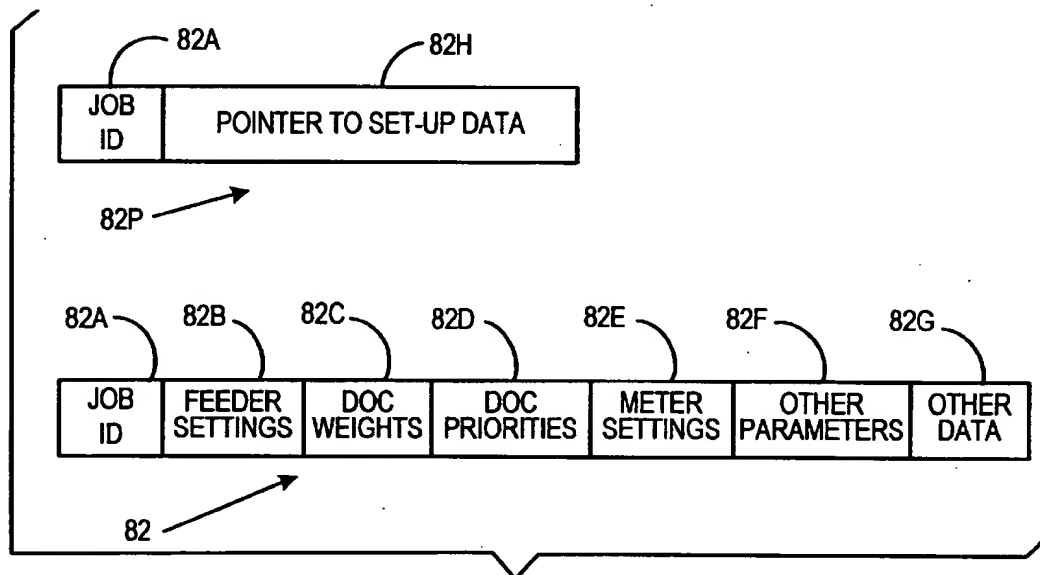 82A 82H
JOB ID POINTER TO SET-UP DATA
82P
82A 82B 82C 82D 82E 82F 82G
JOB ID FEEDER SETTINGS DOC WEIGHTS DOC PRIORITIES METER SETTINGS OTHER PARAMETERS OTHER DATA
82